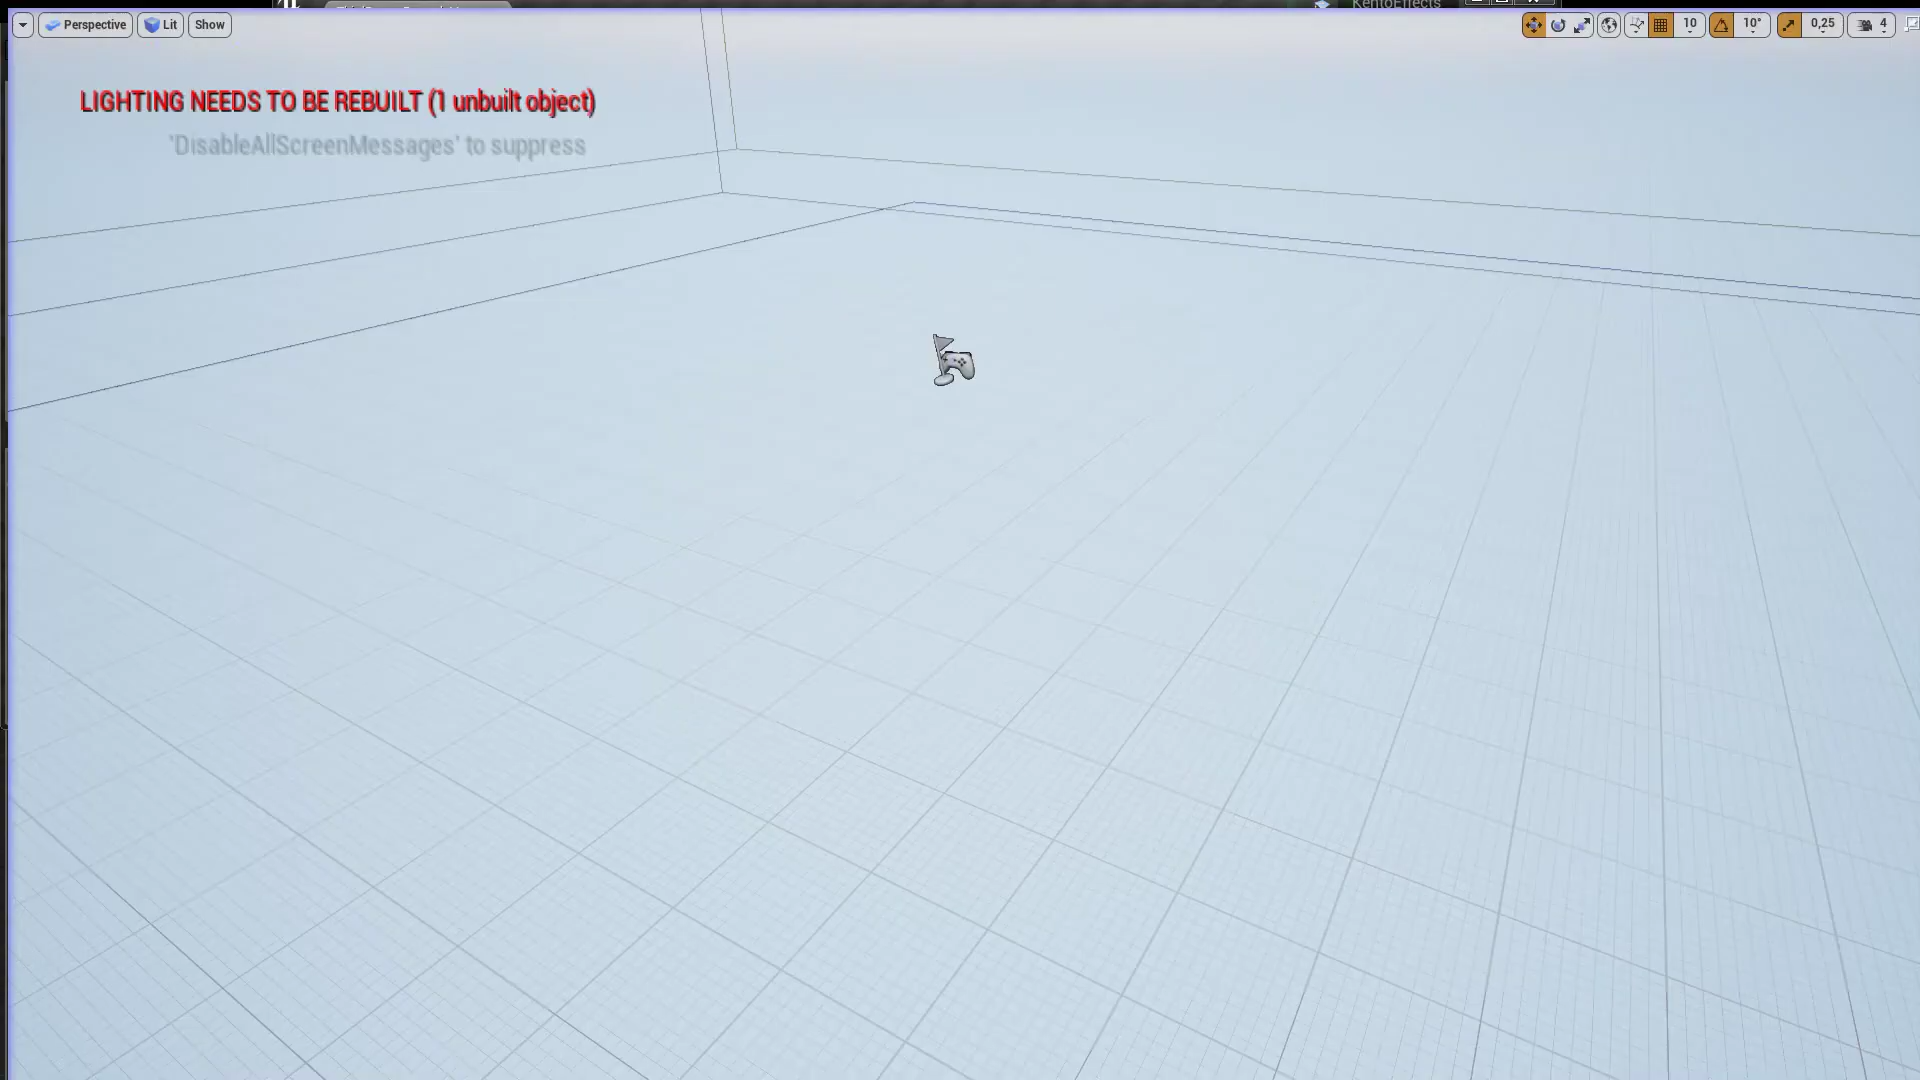 KentoEffects
Perspective
Lit
Show
10
10°
0,25
4
LIGHTING NEEDS TO BE REBUILT (1 unbuilt object)
'DisableAllScreenMessages' to suppress